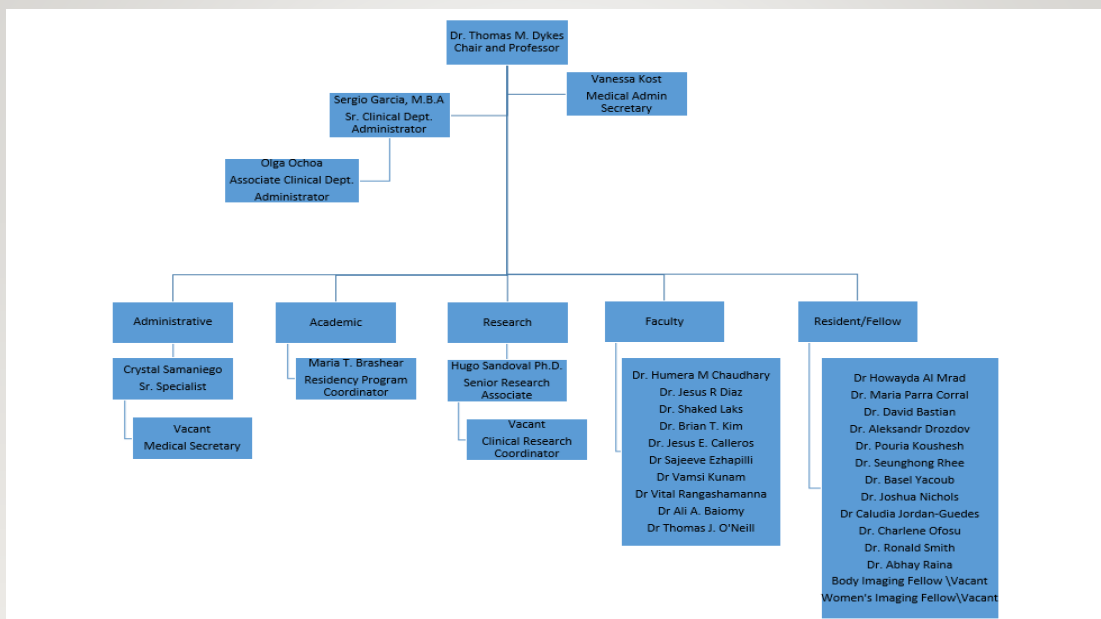 Dr. Thomas M. Dykes
Chair and Professor
Vanessa Kost
Medical Admin
Secretary
Sergio Garcia, M.B.A
Sr. Clinical Dept.
Administrator
Olga Ochoa
Associate Clinical Dept.
Administrator
Administrative
Academic
Research
Faculty
Resident/Fellow
Crystal Samaniego
Sr. Specialist
Vacant
Medical Secretary
Maria T. Brashear
Residency Program
Coordinator
Hugo Sandoval Ph.D.
Senior Research
Associate
Vacant
Clinical Research
Coordinator
Dr. Humera M Chaudhary
Dr. Jesus R Diaz
Dr. Shaked Laks
Dr. Brian T. Kim
Dr. Jesus E. Calleros
Dr Sajeeve Ezhapilli
Dr Vamsi Kunam
Dr Vital Rangashamanna
Dr Ali A. Baiomy
Dr Thomas J. O'Neill
Dr Howayda Al Mrad
Dr. Maria Parra Corral
Dr. David Bastian
Dr. Aleksandr Drozdov
Dr. Pouria Koushesh
Dr. Seunghong Rhee
Dr. Basel Yacoub
Dr. Joshua Nichols
Dr Caludia Jordan-Guedes
Dr. Charlene Ofosu
Dr. Ronald Smith
Dr. Abhay Raina
Body Imaging Fellow \Vacant
Women's Imaging Fellow\Vacant